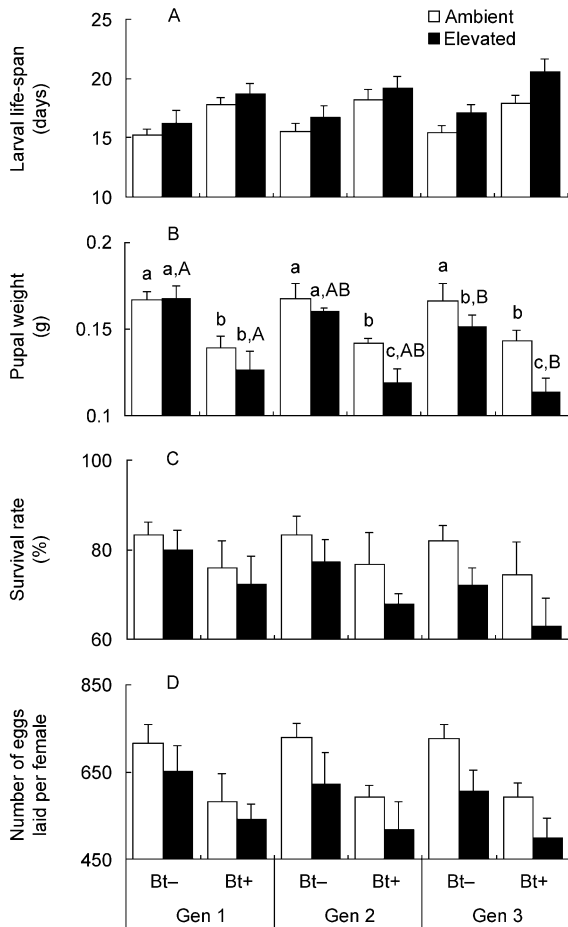 A
Ambient
Elevated
Larval life-span
(days)
25
20
15
10
B
Pupal weight
(g)
0.2
0.15
0.1
a
a,A
b
b,A
a
a,AB
b
c,AB
a
b,B
b
c,B
C
Survival rate
(%)
100
80
60
D
Number of eggs
laid per female
850
650
450
Bt– Bt+ Bt– Bt+ Bt– Bt+
Gen 1 Gen 2 Gen 3